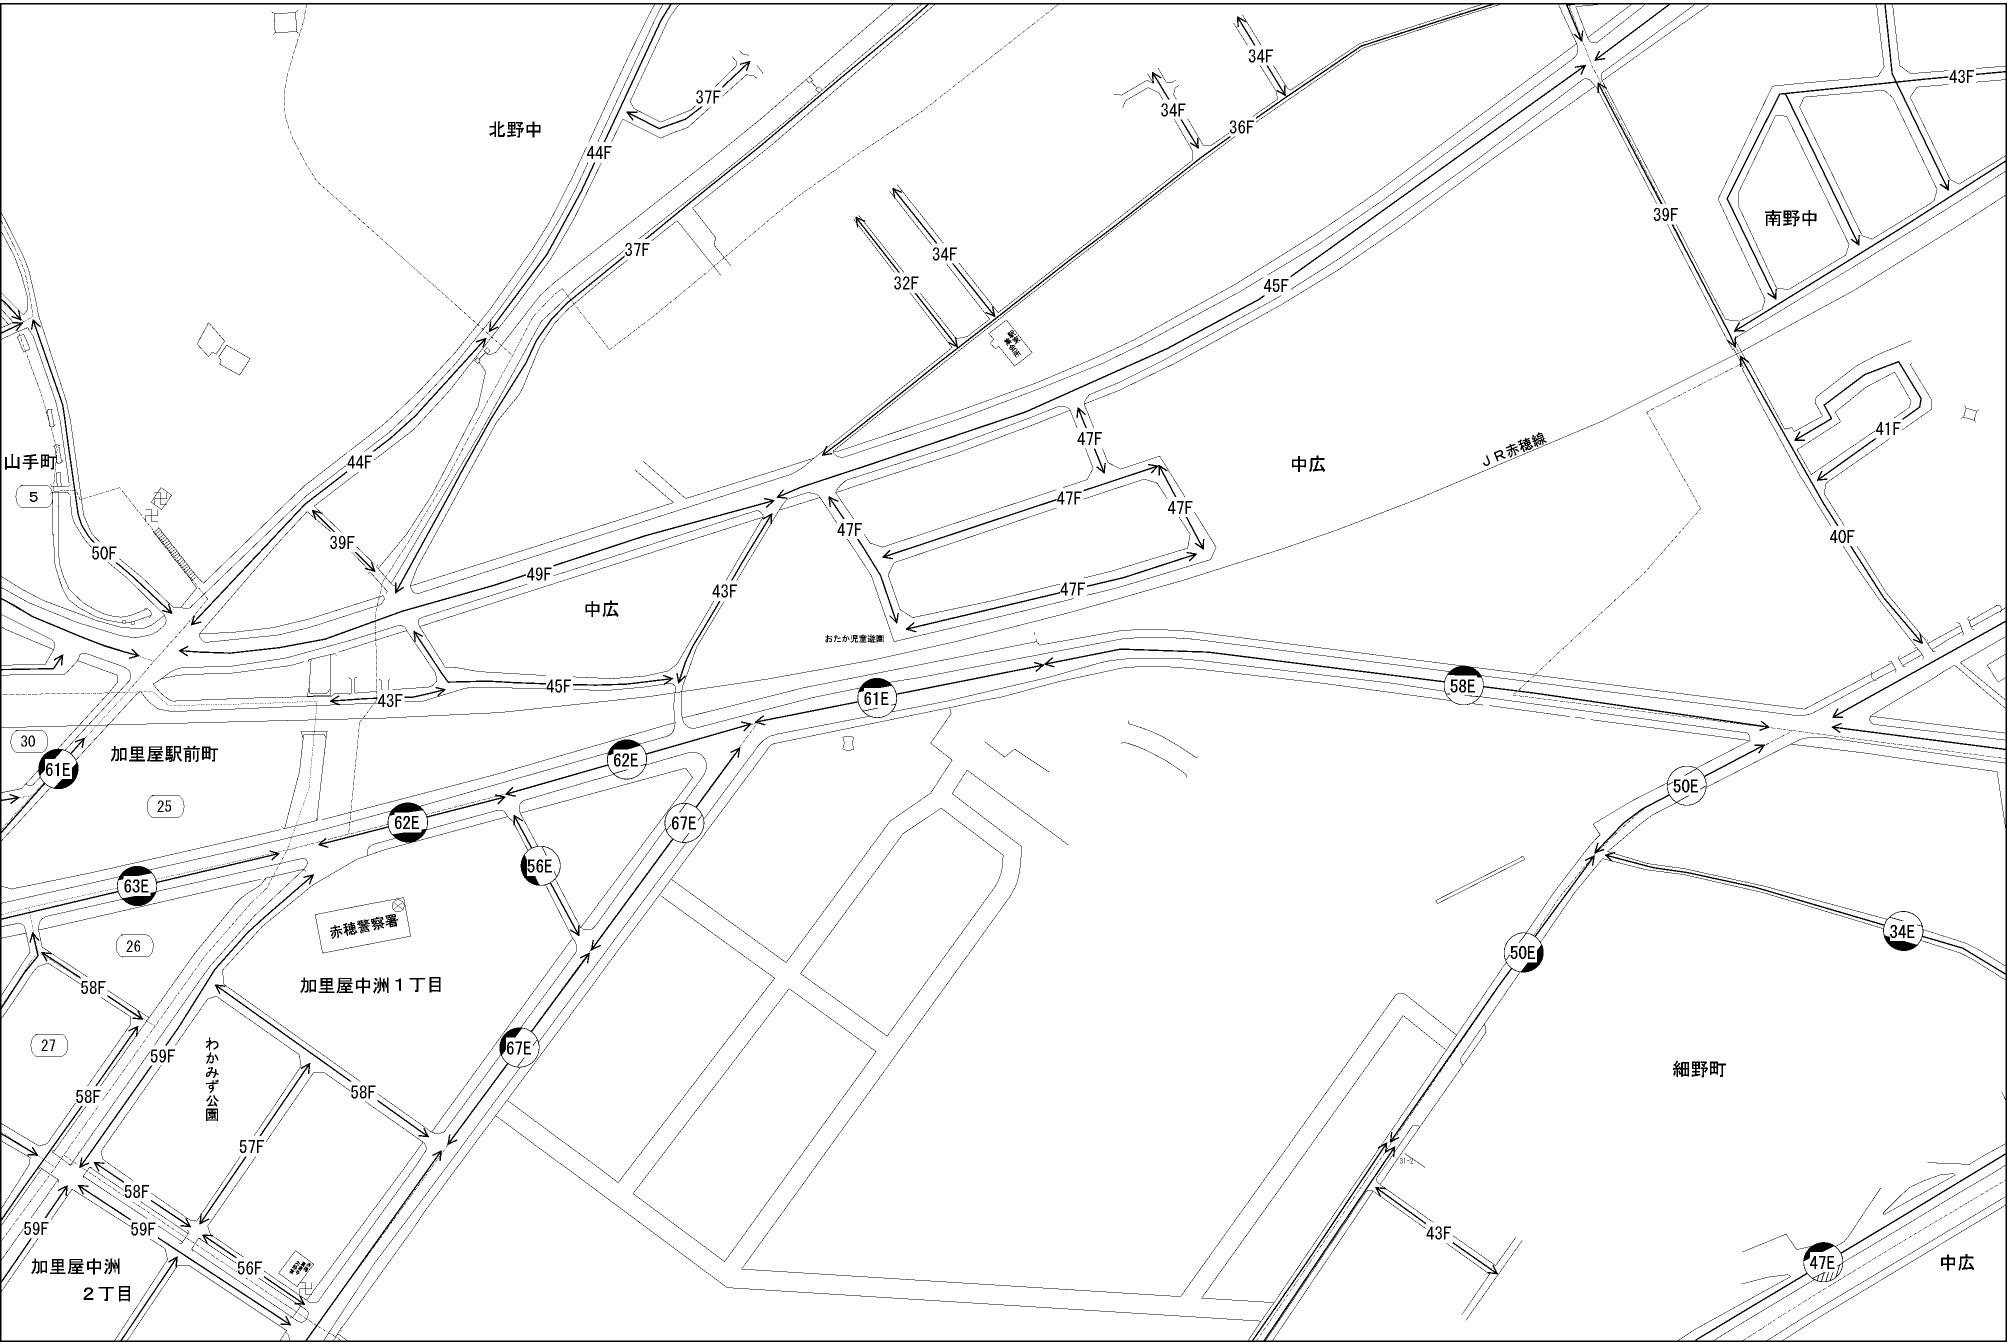 34F
43F
37F
34F
36F
北野中
44F
39F
南野中
37F
34F
32F
45F
47F
41F
ＪＲ赤穂線
中広
山手町
5
44F
47F
47F
47F
40F
39F
50F
49F
43F
47F
中広
おたか児童遊園
45F
43F
61E
58E
30
加里屋駅前町
61E
62E
50E
25
62E
67E
56E
63E
赤穂警察署
34E
26
50E
58F
加里屋中洲１丁目
27
わかみず公園
59F
67E
細野町
58F
58F
57F
31-2
58F
59F
59F
43F
56F
47E
中広
加里屋中洲
２丁目